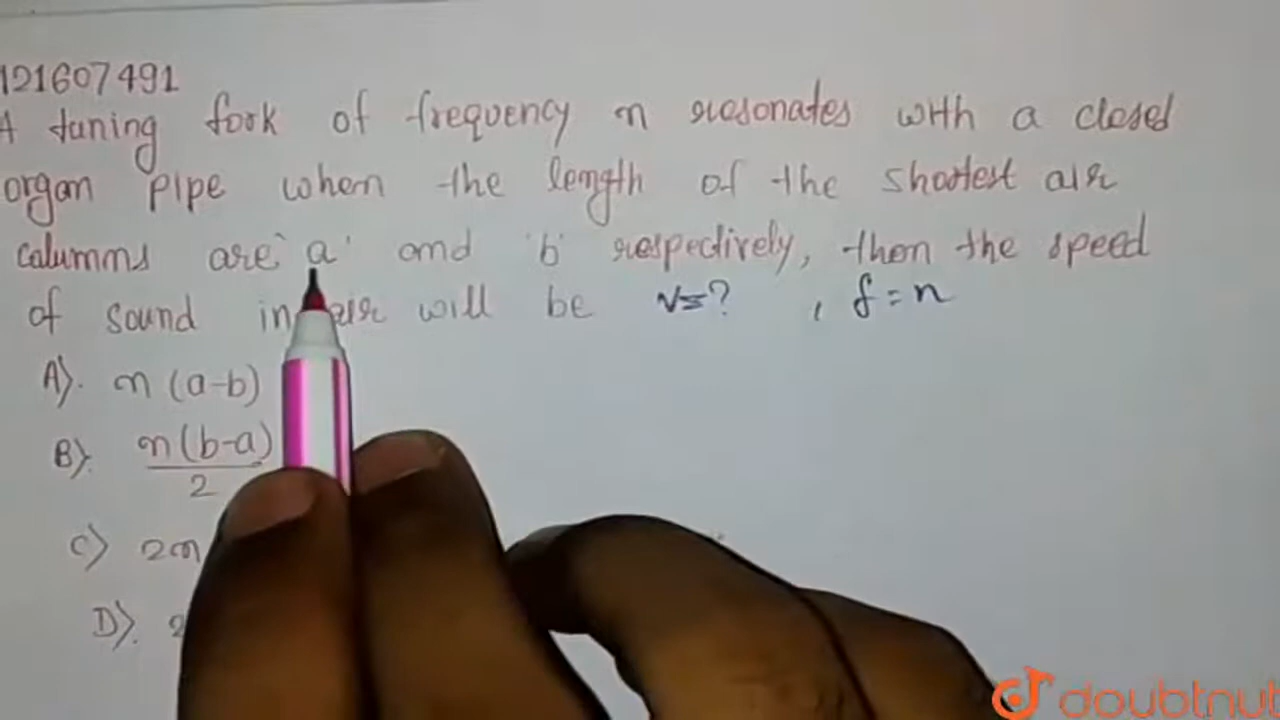 121607491
A tuning fork of frequency n resonates with a closed
organ pipe when the length of the shortest air
columns are 'a' and 'b' respectively, then the speed
of sound in air will be v=? , f=n
A). n(a-b)
B). n(b-a)/2
C) 2n
D). 2
doubtnut